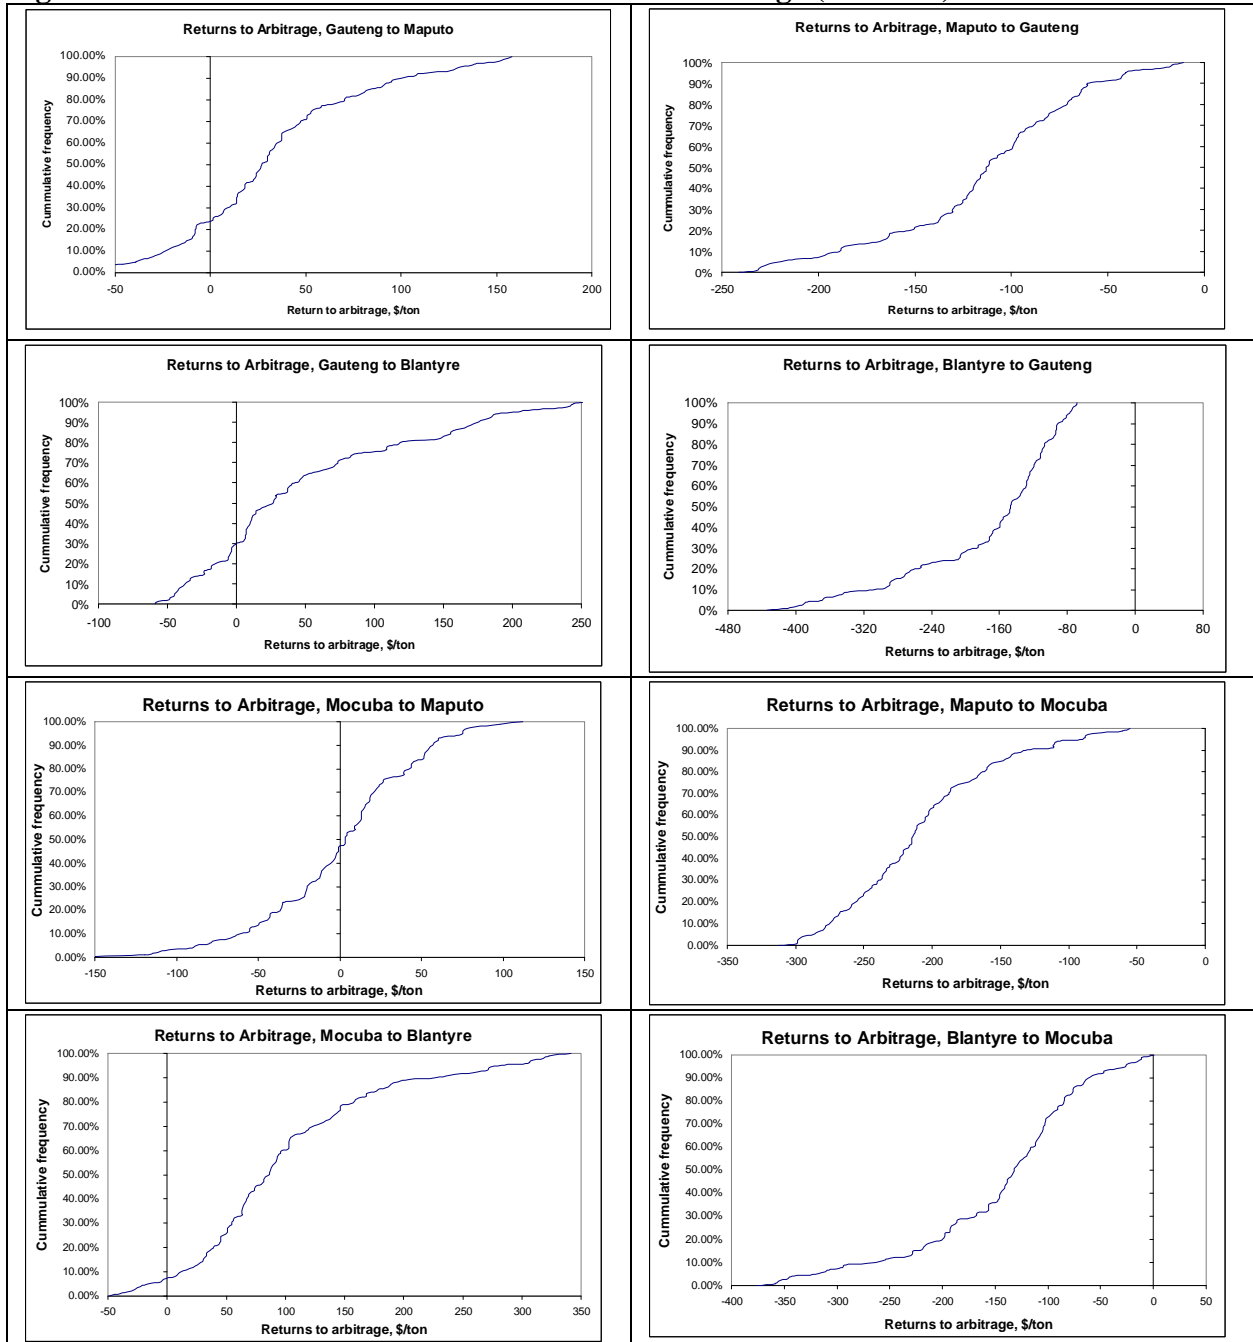 Returns to Arbitrage, Gauteng to Maputo
Cummulative frequency
100.00%
90.00%
80.00%
70.00%
60.00%
50.00%
40.00%
30.00%
20.00%
10.00%
0.00%
-50 0 50 100 150 200
Return to arbitrage, $/ton
Returns to Arbitrage, Maputo to Gauteng
Cummulative frequency
100%
90%
80%
70%
60%
50%
40%
30%
20%
10%
0%
-250 -200 -150 -100 -50 0
Returns to arbitrage, $/ton
Returns to Arbitrage, Gauteng to Blantyre
Cummulative frequency
100%
90%
80%
70%
60%
50%
40%
30%
20%
10%
0%
-100 -50 0 50 100 150 200 250
Returns to arbitrage, $/ton
Returns to Arbitrage, Blantyre to Gauteng
Cummulative frequency
100%
90%
80%
70%
60%
50%
40%
30%
20%
10%
0%
-480 -400 -320 -240 -160 -80 0 80
Returns to arbitrage, $/ton
Returns to Arbitrage, Mocuba to Maputo
Cummulative frequency
100.00%
90.00%
80.00%
70.00%
60.00%
50.00%
40.00%
30.00%
20.00%
10.00%
0.00%
-150 -100 -50 0 50 100 150
Returns to arbitrage, $/ton
Returns to Arbitrage, Maputo to Mocuba
Cummulative frequency
100.00%
90.00%
80.00%
70.00%
60.00%
50.00%
40.00%
30.00%
20.00%
10.00%
0.00%
-350 -300 -250 -200 -150 -100 -50 0
Returns to arbitrage, $/ton
Returns to Arbitrage, Mocuba to Blantyre
Cummulative frequency
100.00%
90.00%
80.00%
70.00%
60.00%
50.00%
40.00%
30.00%
20.00%
10.00%
0.00%
-50 0 50 100 150 200 250 300 350
Returns to arbitrage, $/ton
Returns to Arbitrage, Blantyre to Mocuba
Cummulative frequency
100.00%
90.00%
80.00%
70.00%
60.00%
50.00%
40.00%
30.00%
20.00%
10.00%
0.00%
-400 -350 -300 -250 -200 -150 -100 -50 0 50
Returns to arbitrage, $/ton